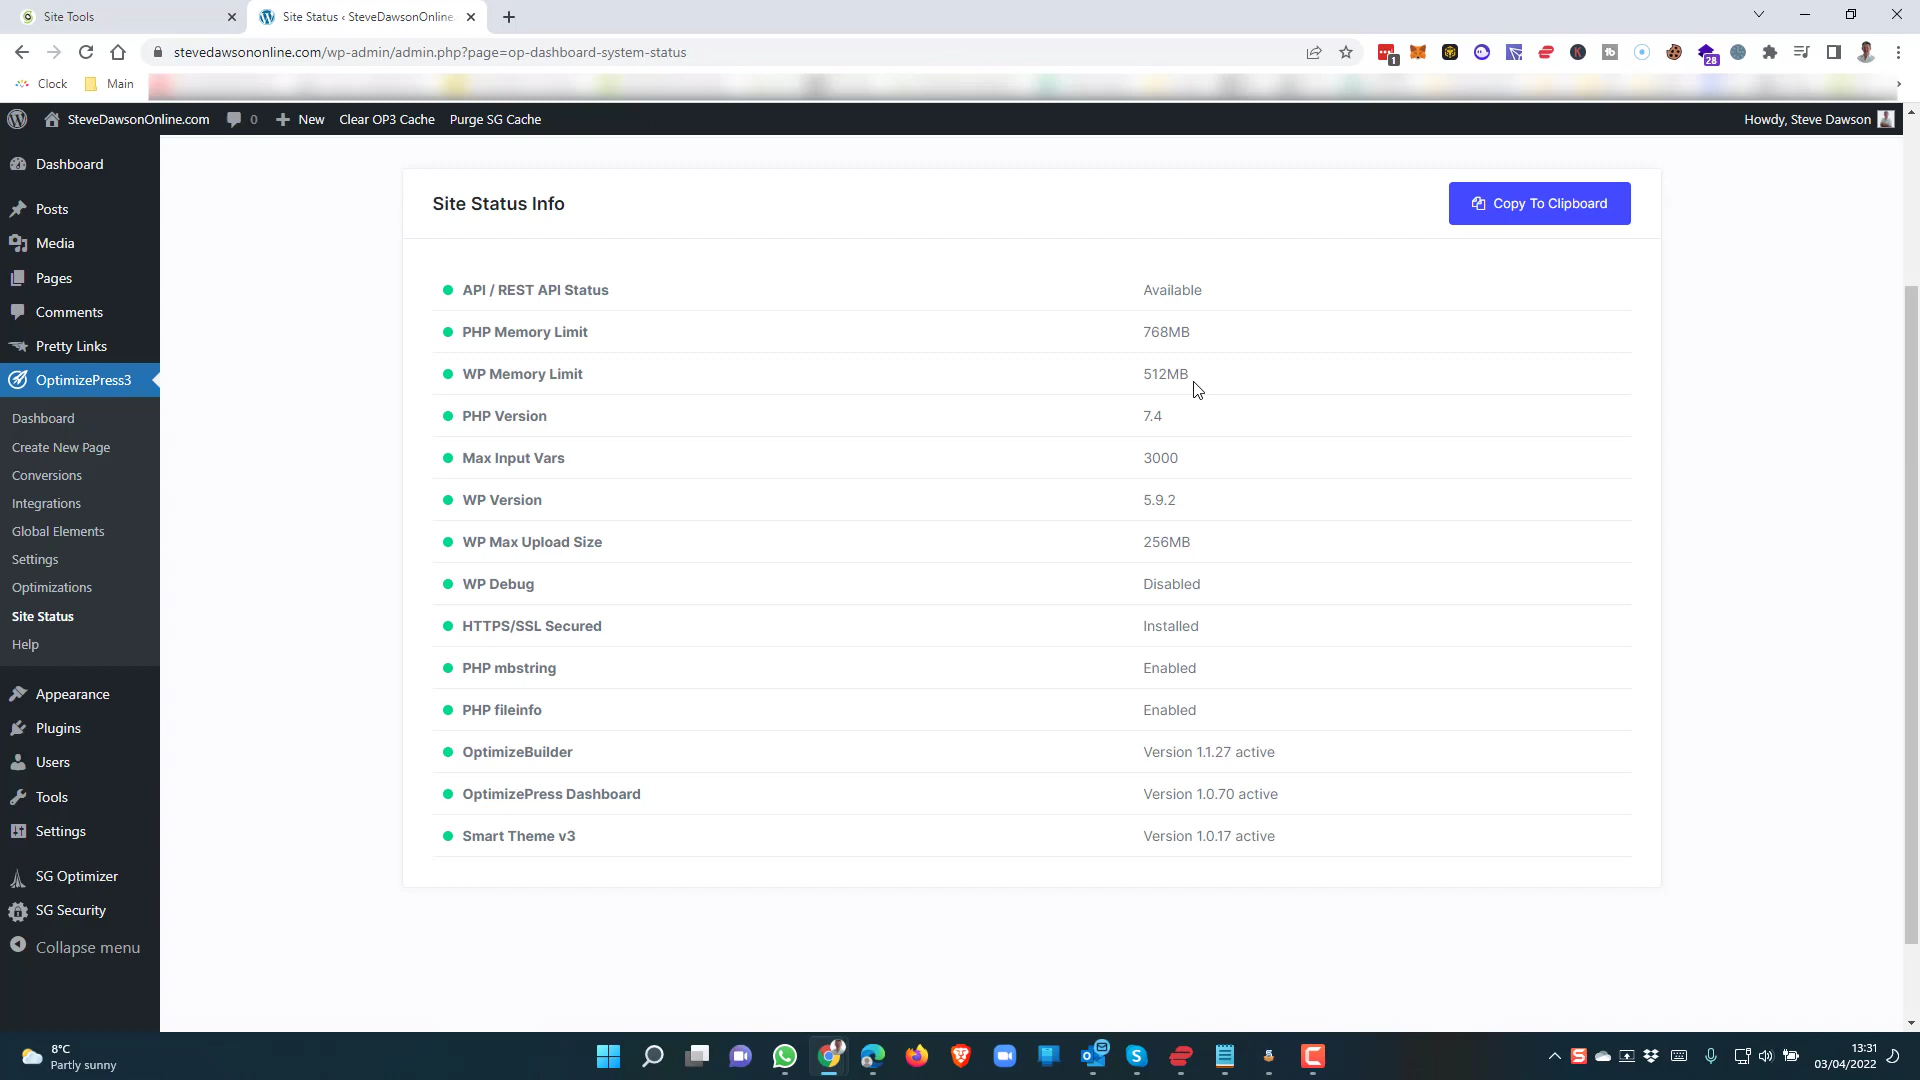 Site Tools
Site Status ‹ SteveDawsonOnline.
stevedawsononline.com/wp-admin/admin.php?page=op-dashboard-system-status
1
28
Clock
Main
SteveDawsonOnline.com
0
New
Clear OP3 Cache
Purge SG Cache
Howdy, Steve Dawson
Dashboard
Posts
Media
Pages
Comments
Pretty Links
OptimizePress3
Dashboard
Create New Page
Conversions
Integrations
Global Elements
Settings
Optimizations
Site Status
Help
Appearance
Plugins
Users
Tools
Settings
SG Optimizer
SG Security
Collapse menu
Site Status Info
Copy To Clipboard
API / REST API Status Available
PHP Memory Limit 768MB
WP Memory Limit 512MB
PHP Version 7.4
Max Input Vars 3000
WP Version 5.9.2
WP Max Upload Size 256MB
WP Debug Disabled
HTTPS/SSL Secured Installed
PHP mbstring Enabled
PHP fileinfo Enabled
OptimizeBuilder Version 1.1.27 active
OptimizePress Dashboard Version 1.0.70 active
Smart Theme v3 Version 1.0.17 active
8°C
Partly sunny
13:31
03/04/2022